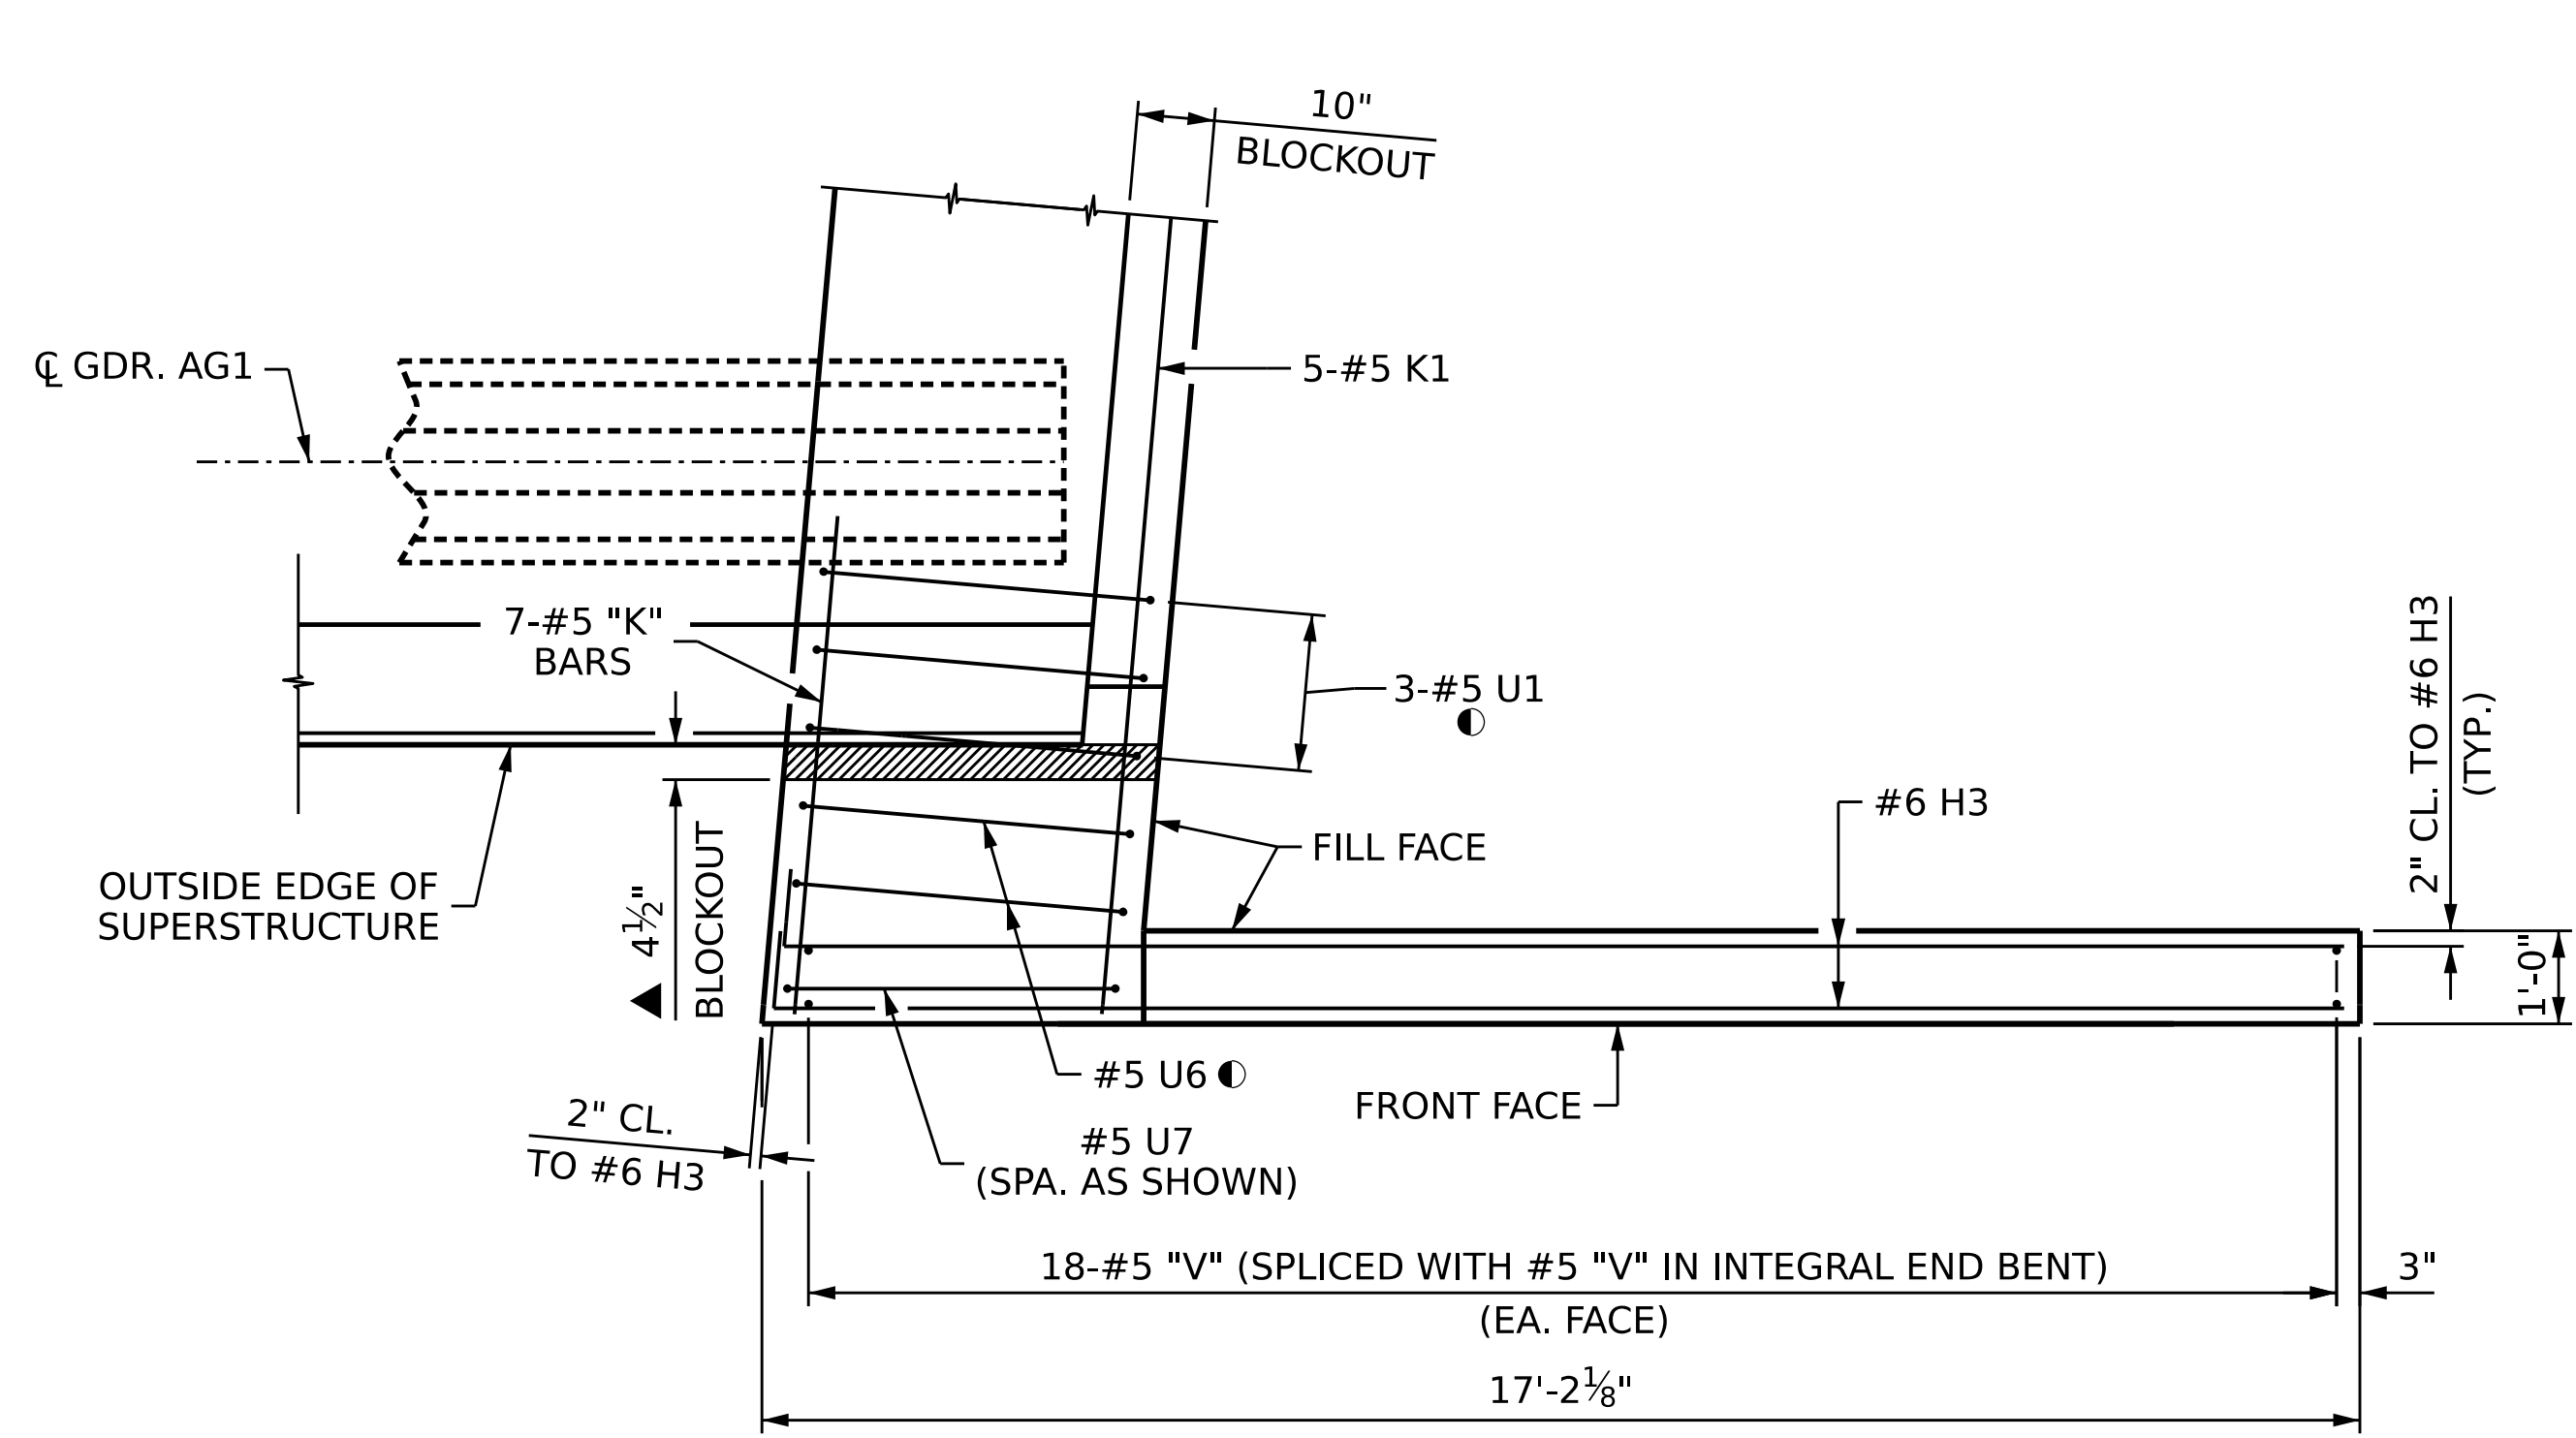 10"
BLOCKOUT
℄ GDR. AG1
5-#5 K1
7-#5 "K"
BARS
3-#5 U1
2" CL. TO #6 H3
(TYP.)
#6 H3
FILL FACE
OUTSIDE EDGE OF
SUPERSTRUCTURE
4½"
BLOCKOUT
1'-0"
#5 U6
FRONT FACE
2" CL.
TO #6 H3
#5 U7
(SPA. AS SHOWN)
18-#5 "V" (SPLICED WITH #5 "V" IN INTEGRAL END BENT)
3"
(EA. FACE)
17'-2⅛"